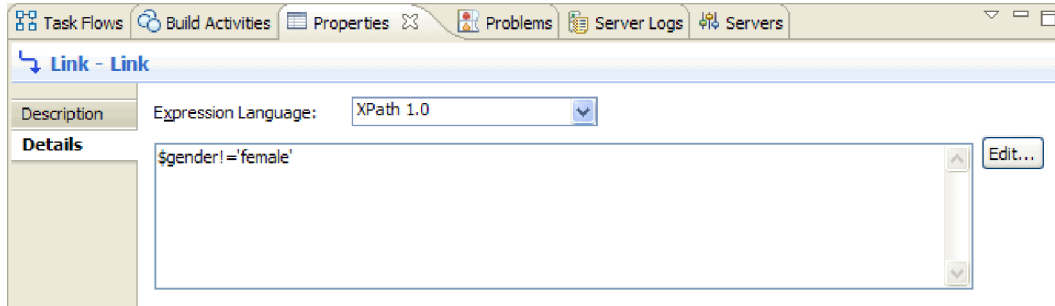 Task Flows Build Activities Properties Problems Server Logs Servers
Link - Link
Description Expression Language: XPath 1.0
Details
$gender!='female' Edit...